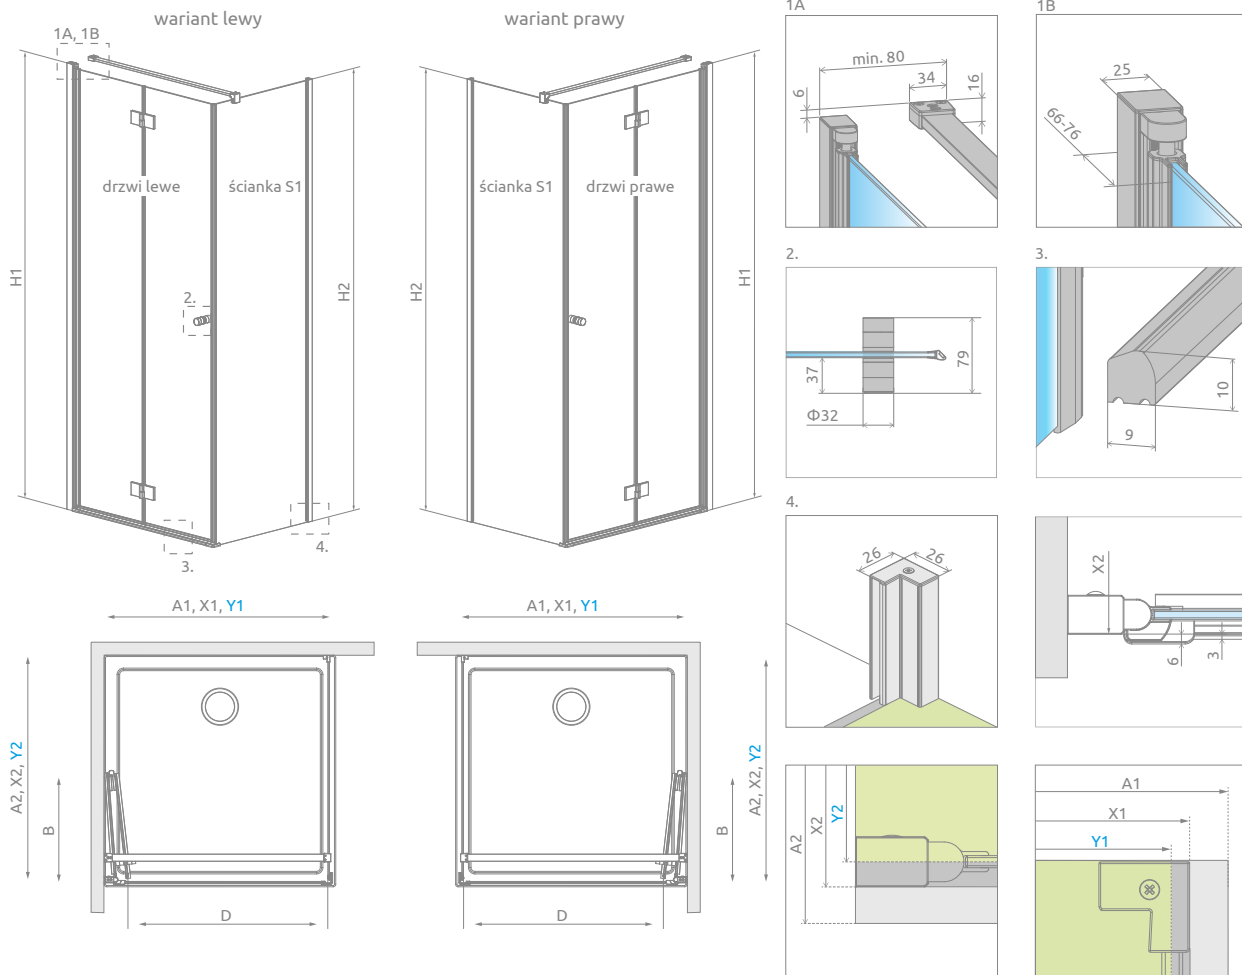 wariant lewy
1A, 1B
drzwi lewe
ścianka S1
H1
H2
2.
3.
4.
wariant prawy
ścianka S1
drzwi prawe
H2
H1
1A
min. 80
34
16
6
1B
25
66-76
2.
37
79
Φ32
3.
10
9
4.
26
26
X2
6
3
A1, X1, Y1
A2, X2, Y2
B
D
A1, X1, Y1
A2, X2, Y2
B
D
A2
X2
Y2
A1
X1
Y1